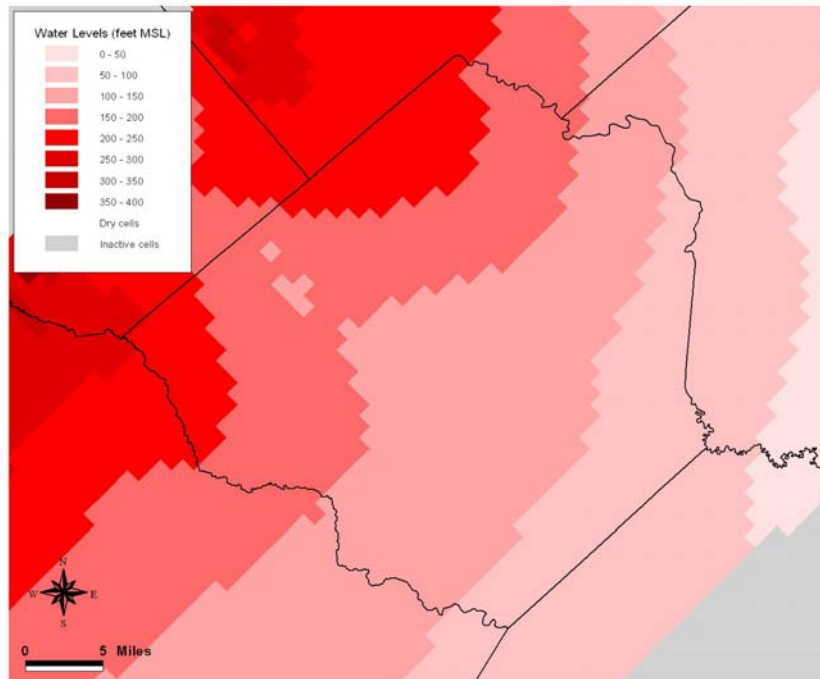 Water Levels (feet MSL)
0 - 50
50 - 100
100 - 150
150 - 200
200 - 250
250 - 300
300 - 350
350 - 400
Dry cells
Inactive cells
N
W E
S
0 5 Miles